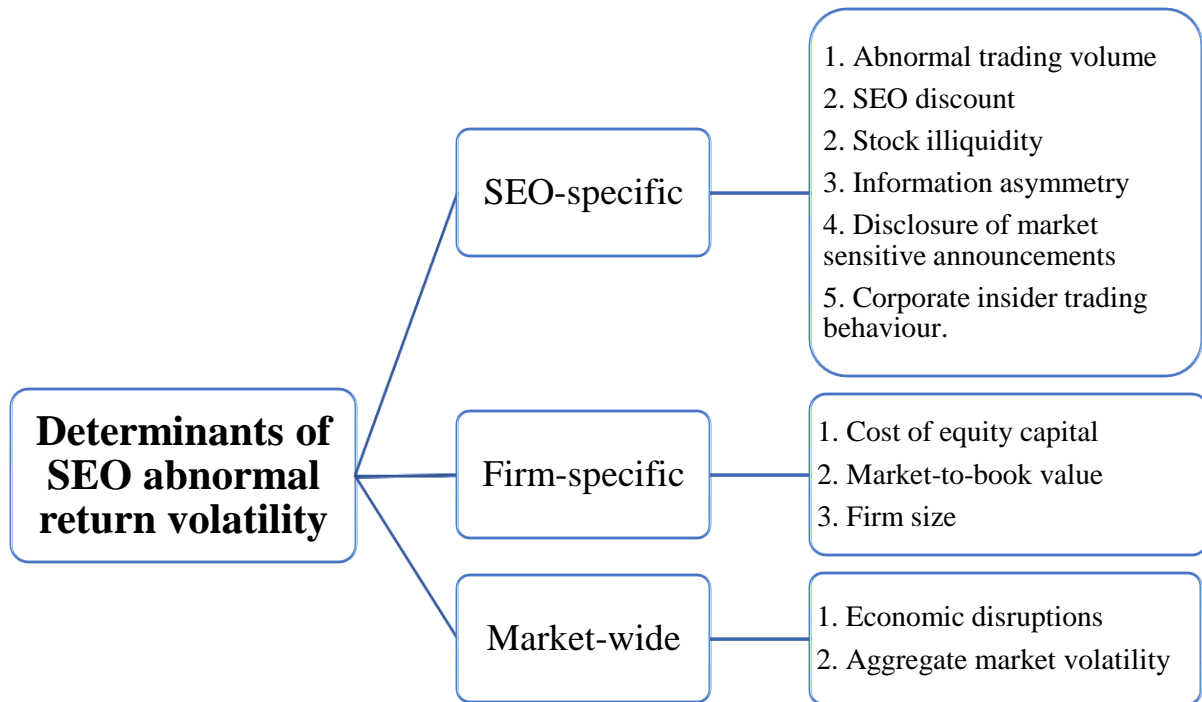 Determinants of
SEO abnormal
return volatility
SEO-specific
1. Abnormal trading volume
2. SEO discount
2. Stock illiquidity
3. Information asymmetry
4. Disclosure of market
sensitive announcements
5. Corporate insider trading
behaviour.
Firm-specific
1. Cost of equity capital
2. Market-to-book value
3. Firm size
Market-wide
1. Economic disruptions
2. Aggregate market volatility